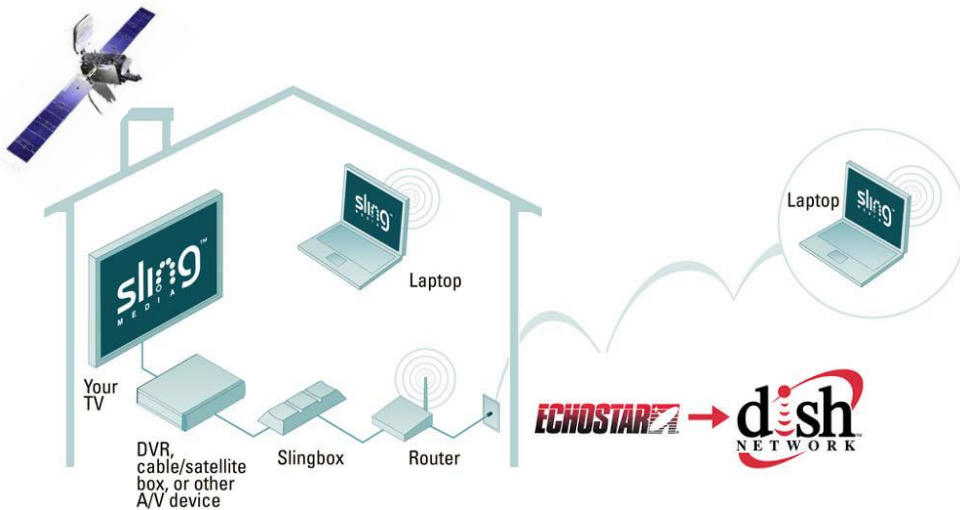 sling™
MEDIA
sling
Laptop
Laptop
sling
Your
TV
DVR,
cable/satellite
box, or other
A/V device
Slingbox
Router
ECHOSTAR
dish
NETWORK